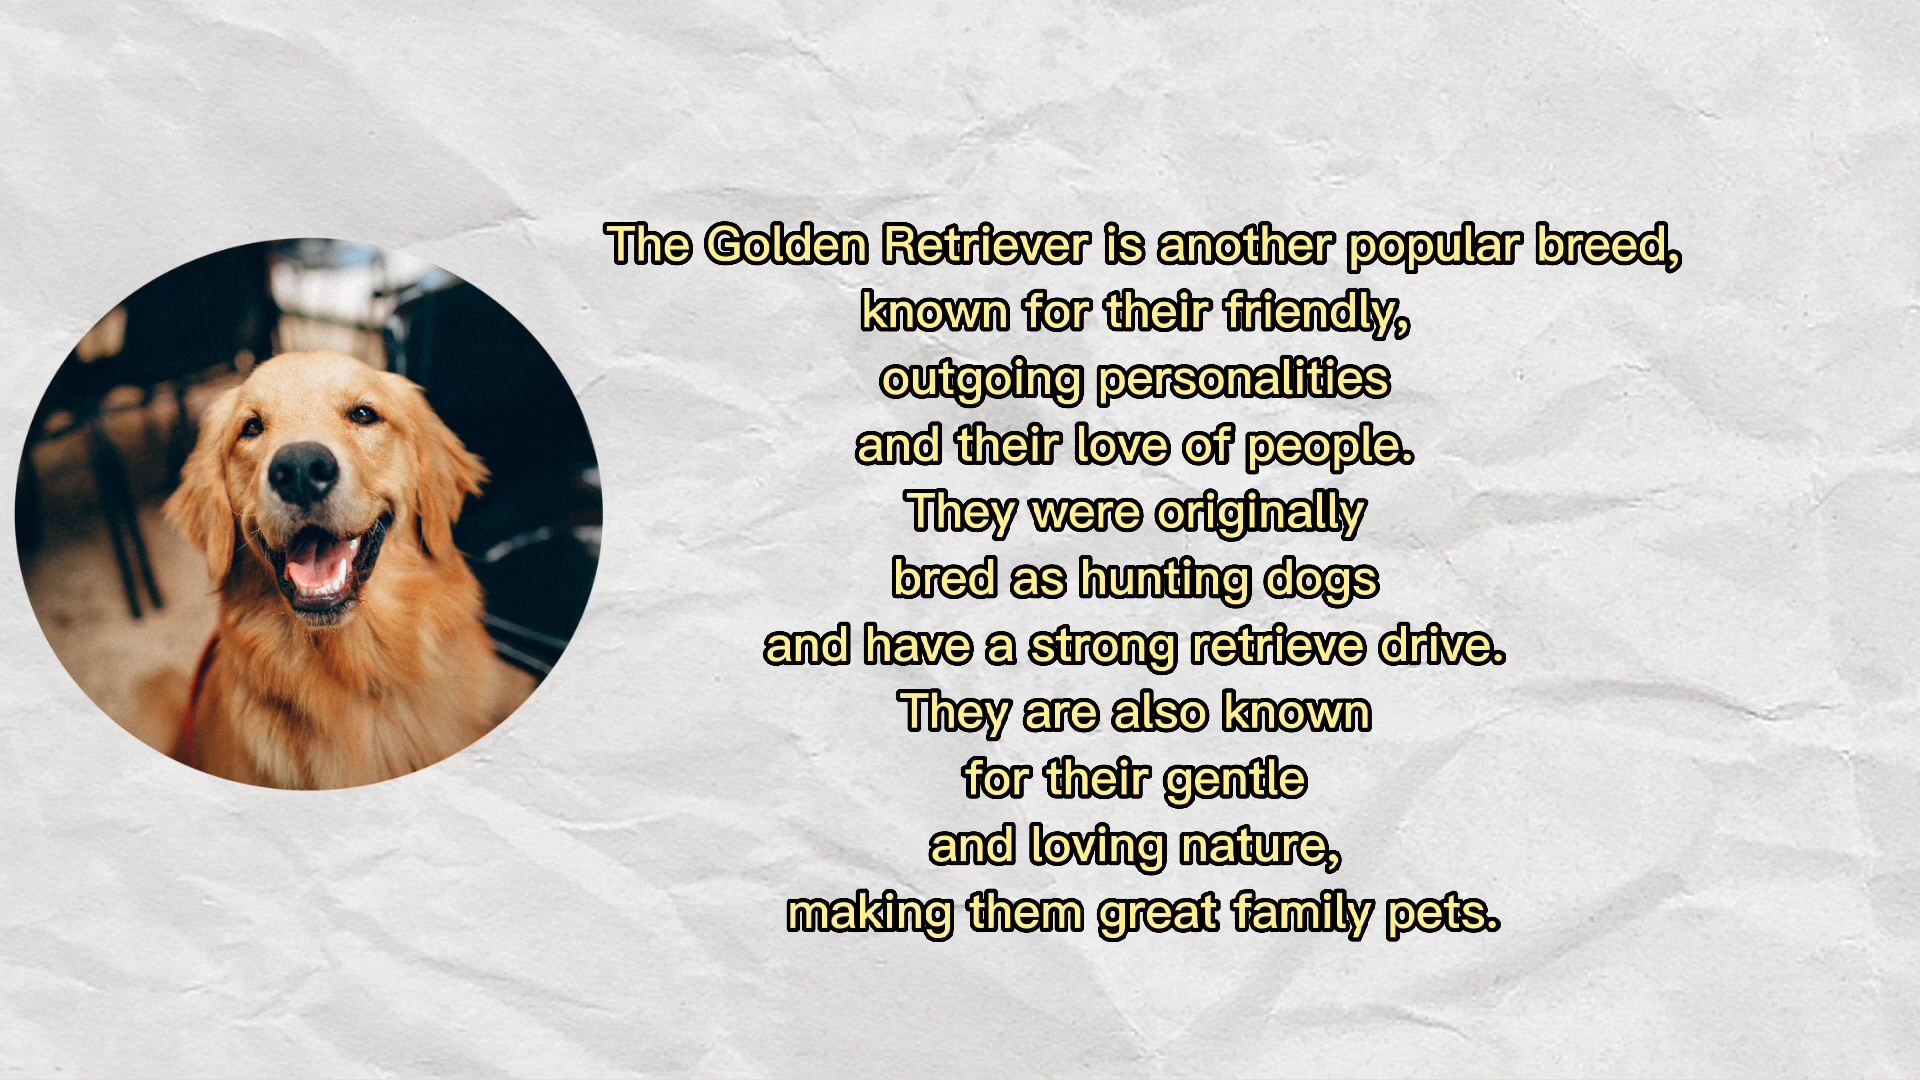 The Golden Retriever is another popular breed,
known for their friendly,
outgoing personalities
and their love of people.
They were originally
bred as hunting dogs
and have a strong retrieve drive.
They are also known
for their gentle
and loving nature,
making them great family pets.